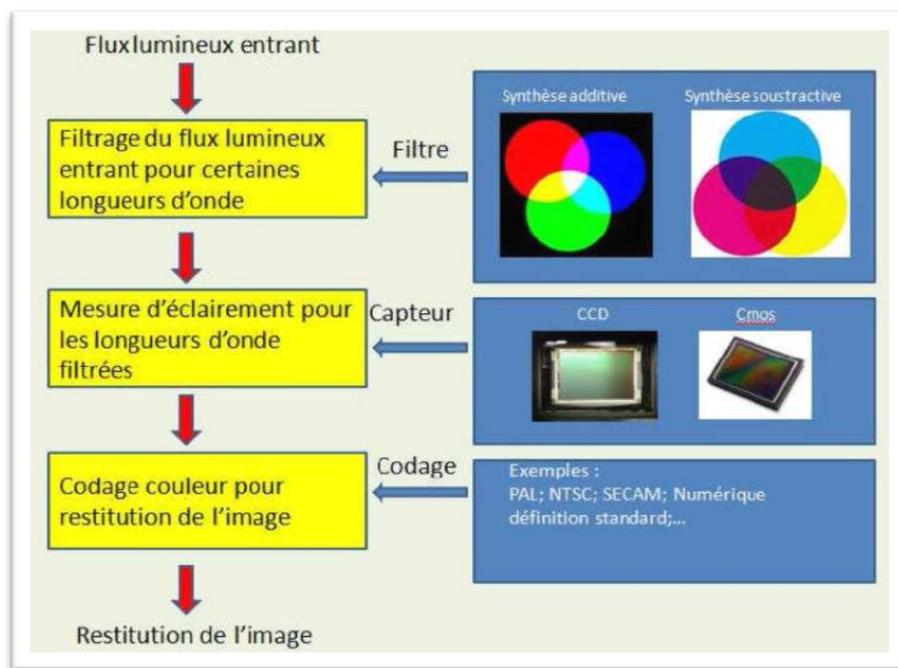 Flux lumineux entrant
Filtrage du flux lumineux
entrant pour certaines
longueurs d’onde
Filtre
Synthèse additive
Synthèse soustractive
Mesure d’éclairement pour
les longueurs d’onde
filtrées
Capteur
CCD
Cmos
Codage couleur pour
restitution de l’image
Codage
Exemples :
PAL; NTSC; SECAM; Numérique
définition standard;...
Restitution de l’image